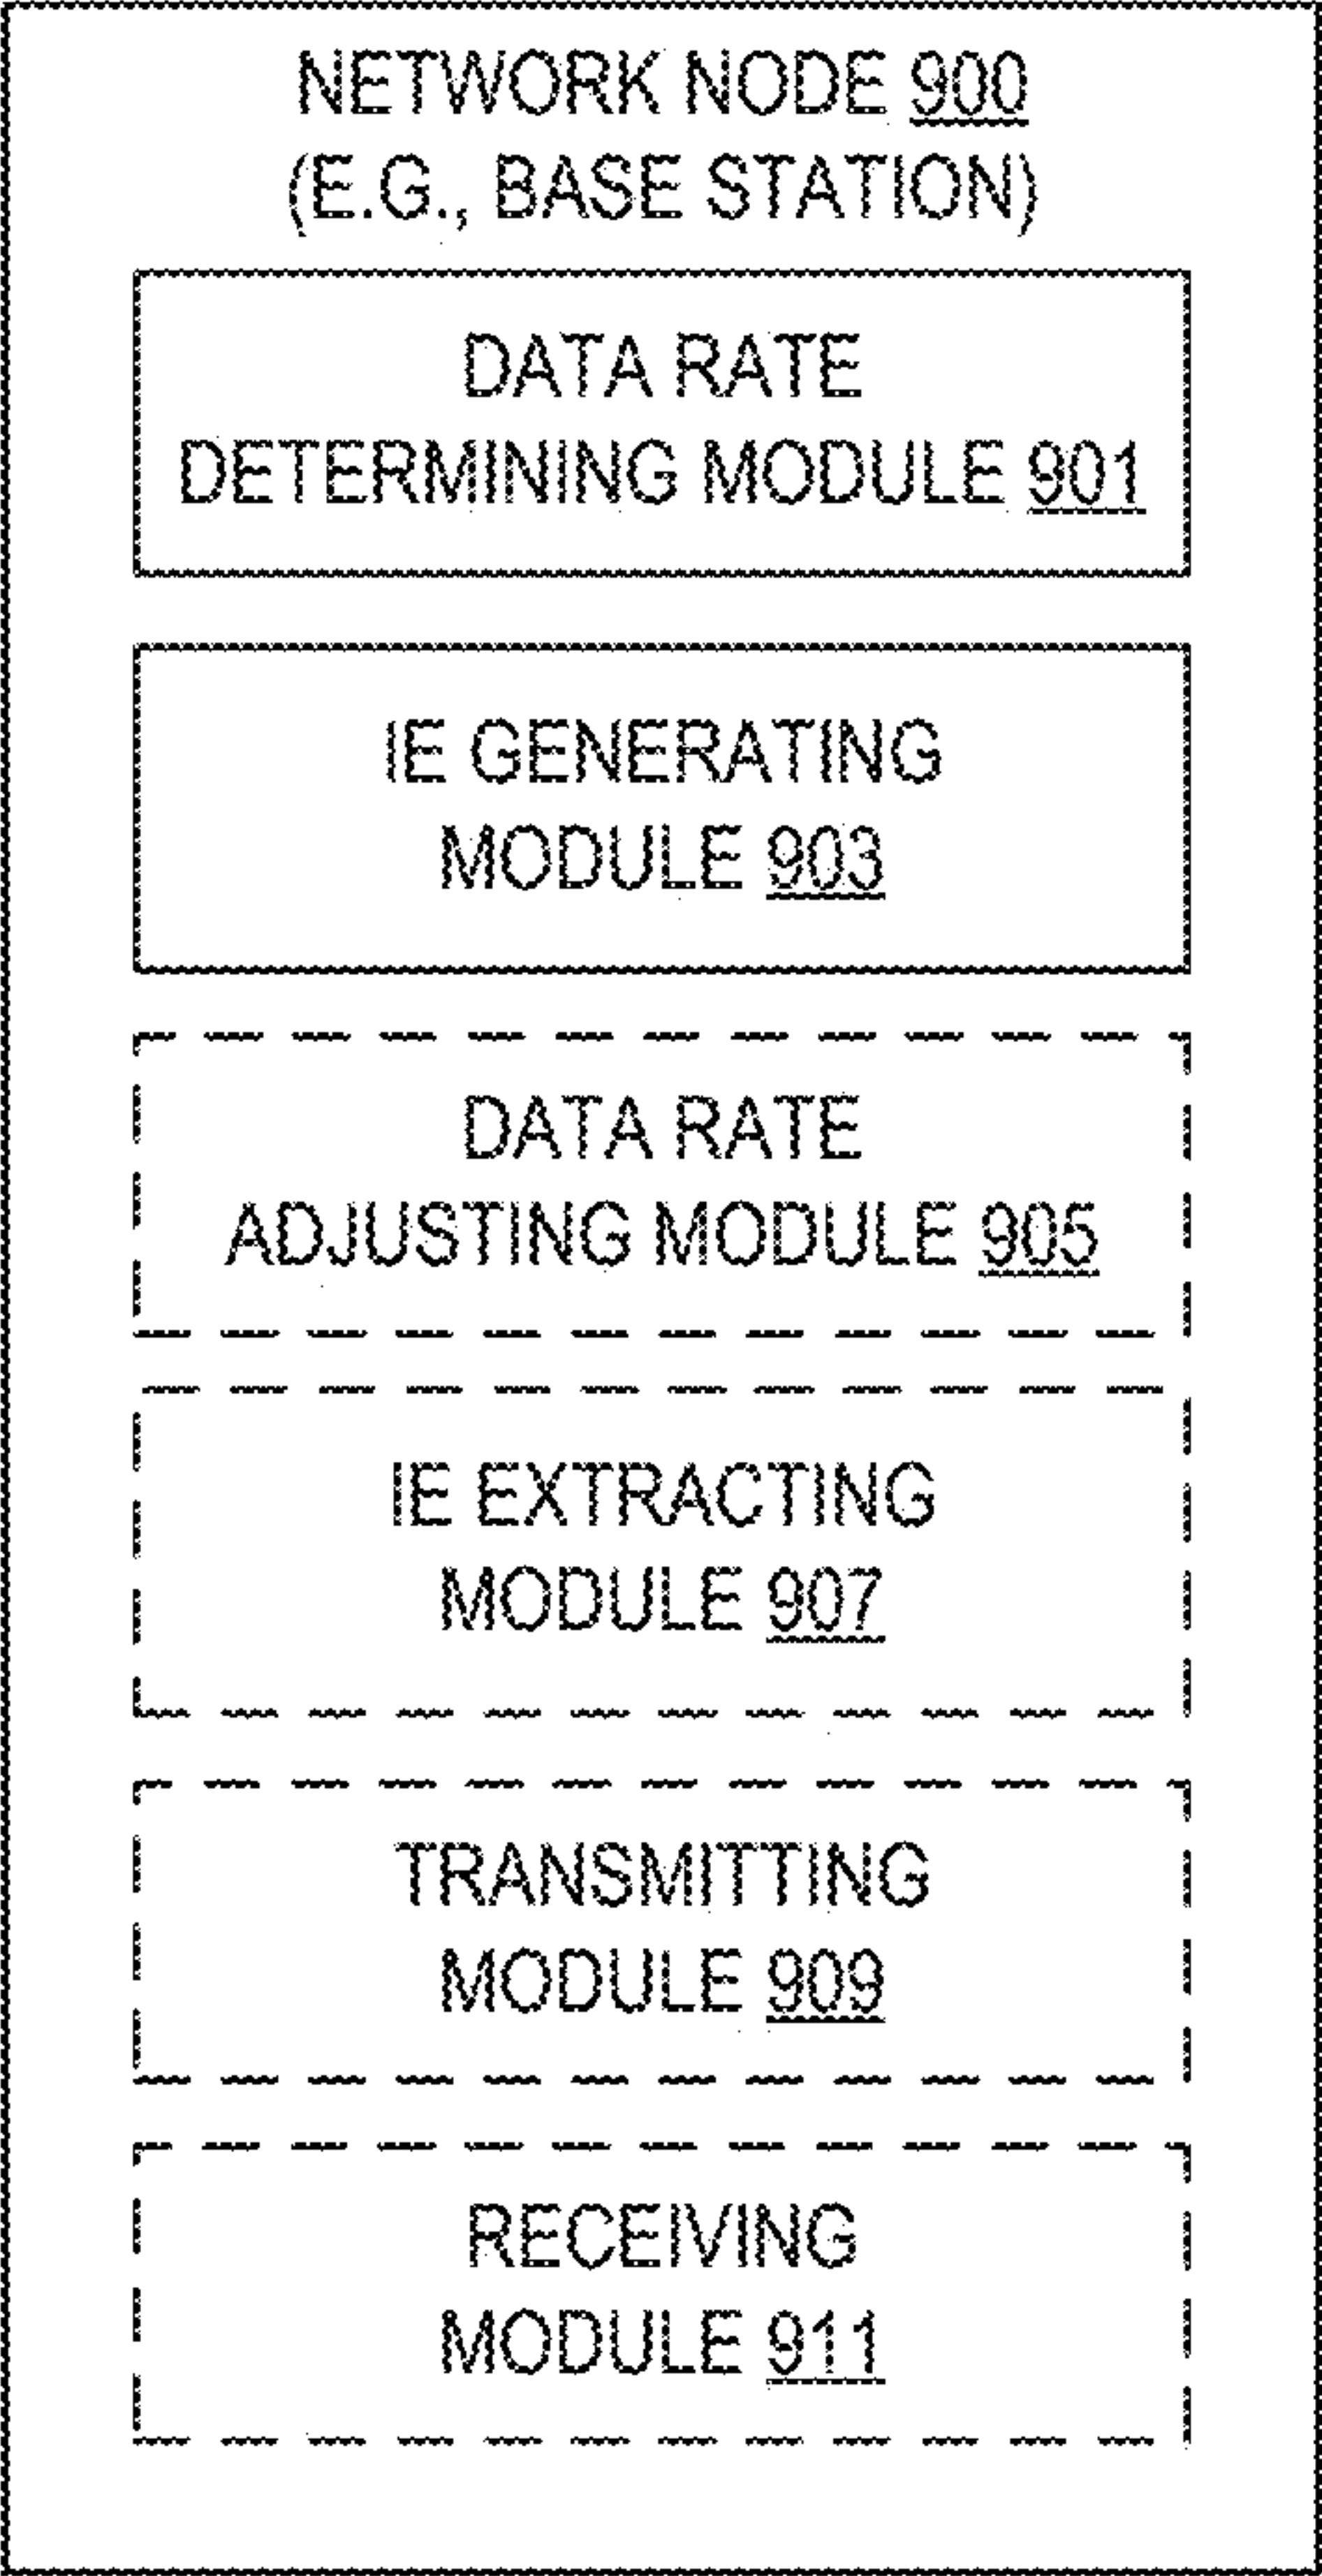 NETWORK NODE 900
(E.G., BASE STATION)
DATA RATE
DETERMINING MODULE 901
IE GENERATING
MODULE 903
DATA RATE
ADJUSTING MODULE 905
IE EXTRACTING
MODULE 907
TRANSMITTING
MODULE 909
RECEIVING
MODULE 911